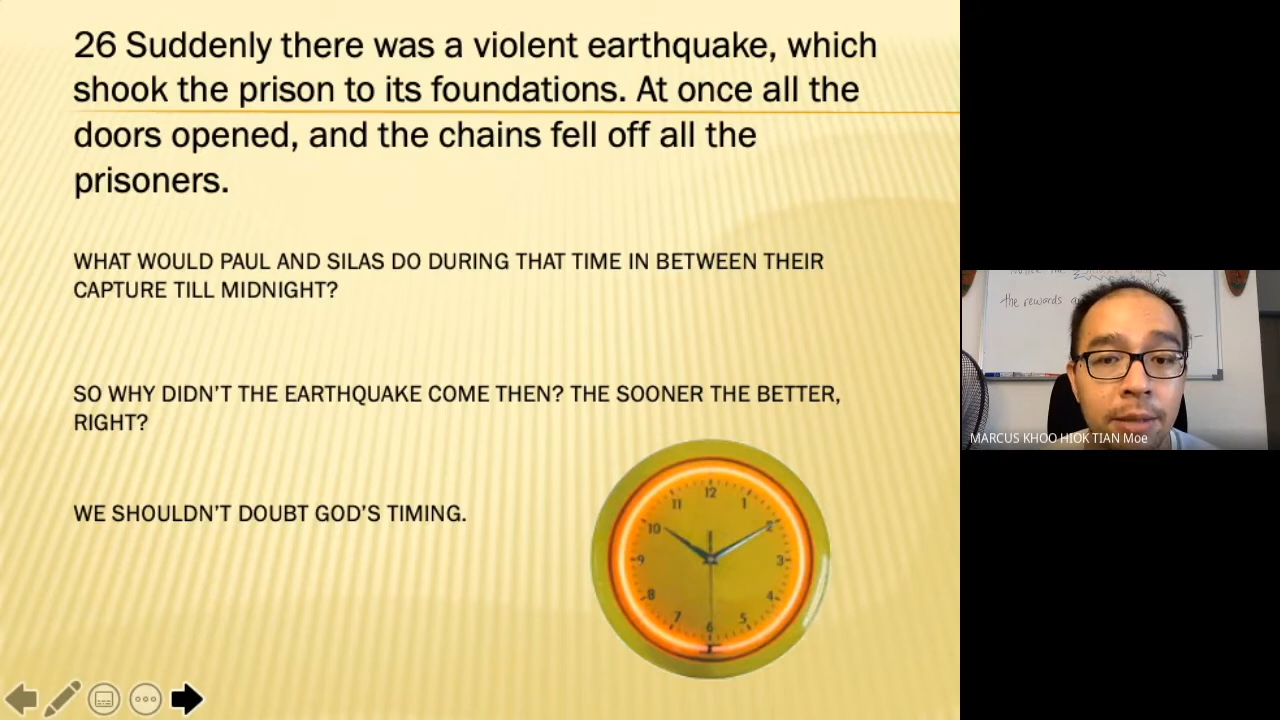 26 Suddenly there was a violent earthquake, which
shook the prison to its foundations. At once all the
doors opened, and the chains fell off all the
prisoners.
WHAT WOULD PAUL AND SILAS DO DURING THAT TIME IN BETWEEN THEIR
CAPTURE TILL MIDNIGHT?
SO WHY DIDN'T THE EARTHQUAKE COME THEN? THE SOONER THE BETTER,
RIGHT?
WE SHOULDN'T DOUBT GOD'S TIMING.
12
11 1
10 2
9 3
8 4
7 5
6
the rewards
MARCUS KHOO HIOK TIAN Moe